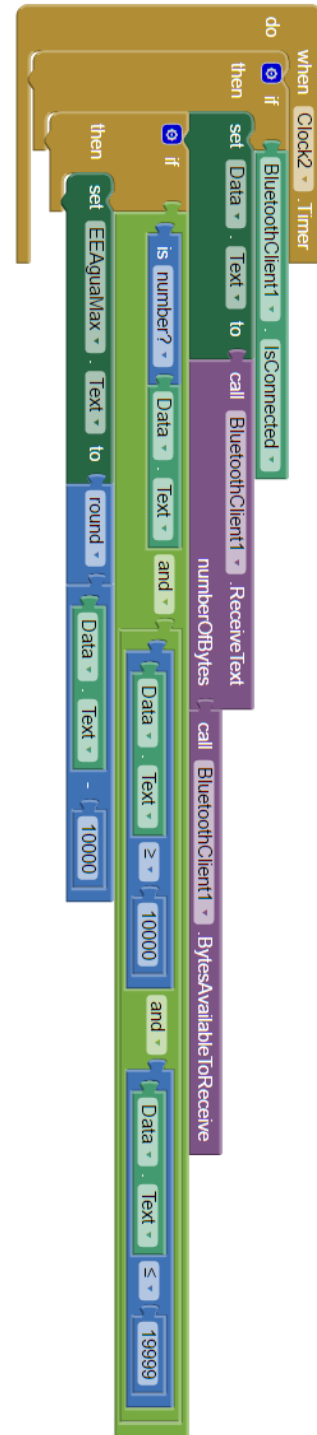 when Clock2 .Timer
do if BluetoothClient1 . IsConnected
then set Data . Text to call BluetoothClient1 .ReceiveText
numberOfBytes call BluetoothClient1 .BytesAvailableToReceive
if is number? Data . Text and Data . Text ≥ 10000 and Data . Text ≤ 19999
then set EEAguaMax . Text to round Data . Text - 10000